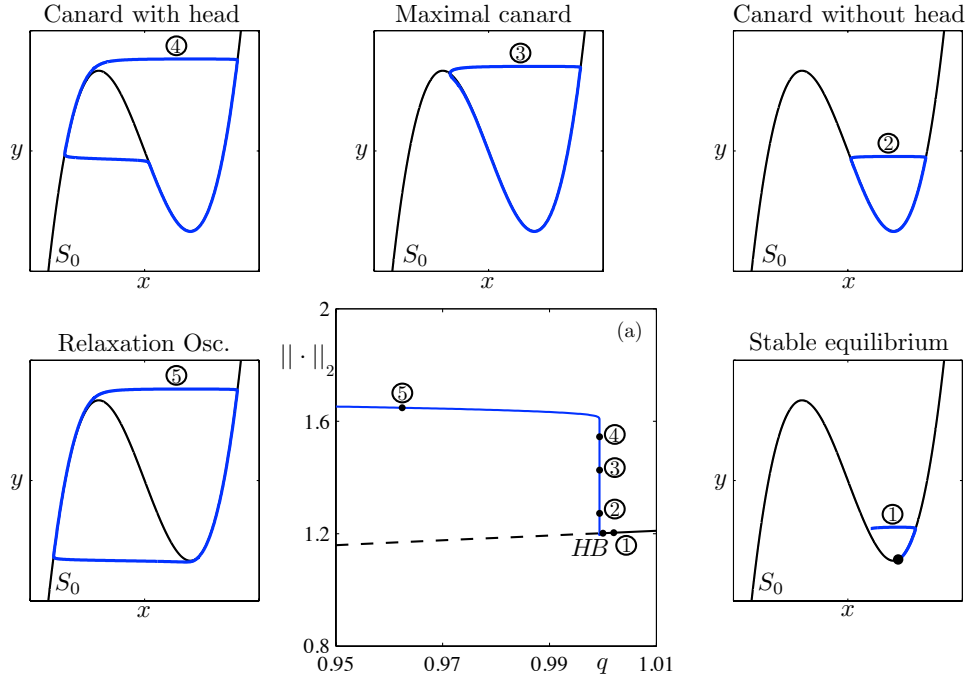 Canard with head
Maximal canard
Canard without head
④
③
②
y
y
y
S₀
S₀
S₀
x
x
x
Relaxation Osc.
Stable equilibrium
⑤
①
y
y
S₀
S₀
x
x
|| · ||₂
(a)
2
1.6
1.2
0.8
⑤
④
③
②
①
HB
0.95
0.97
0.99
q
1.01